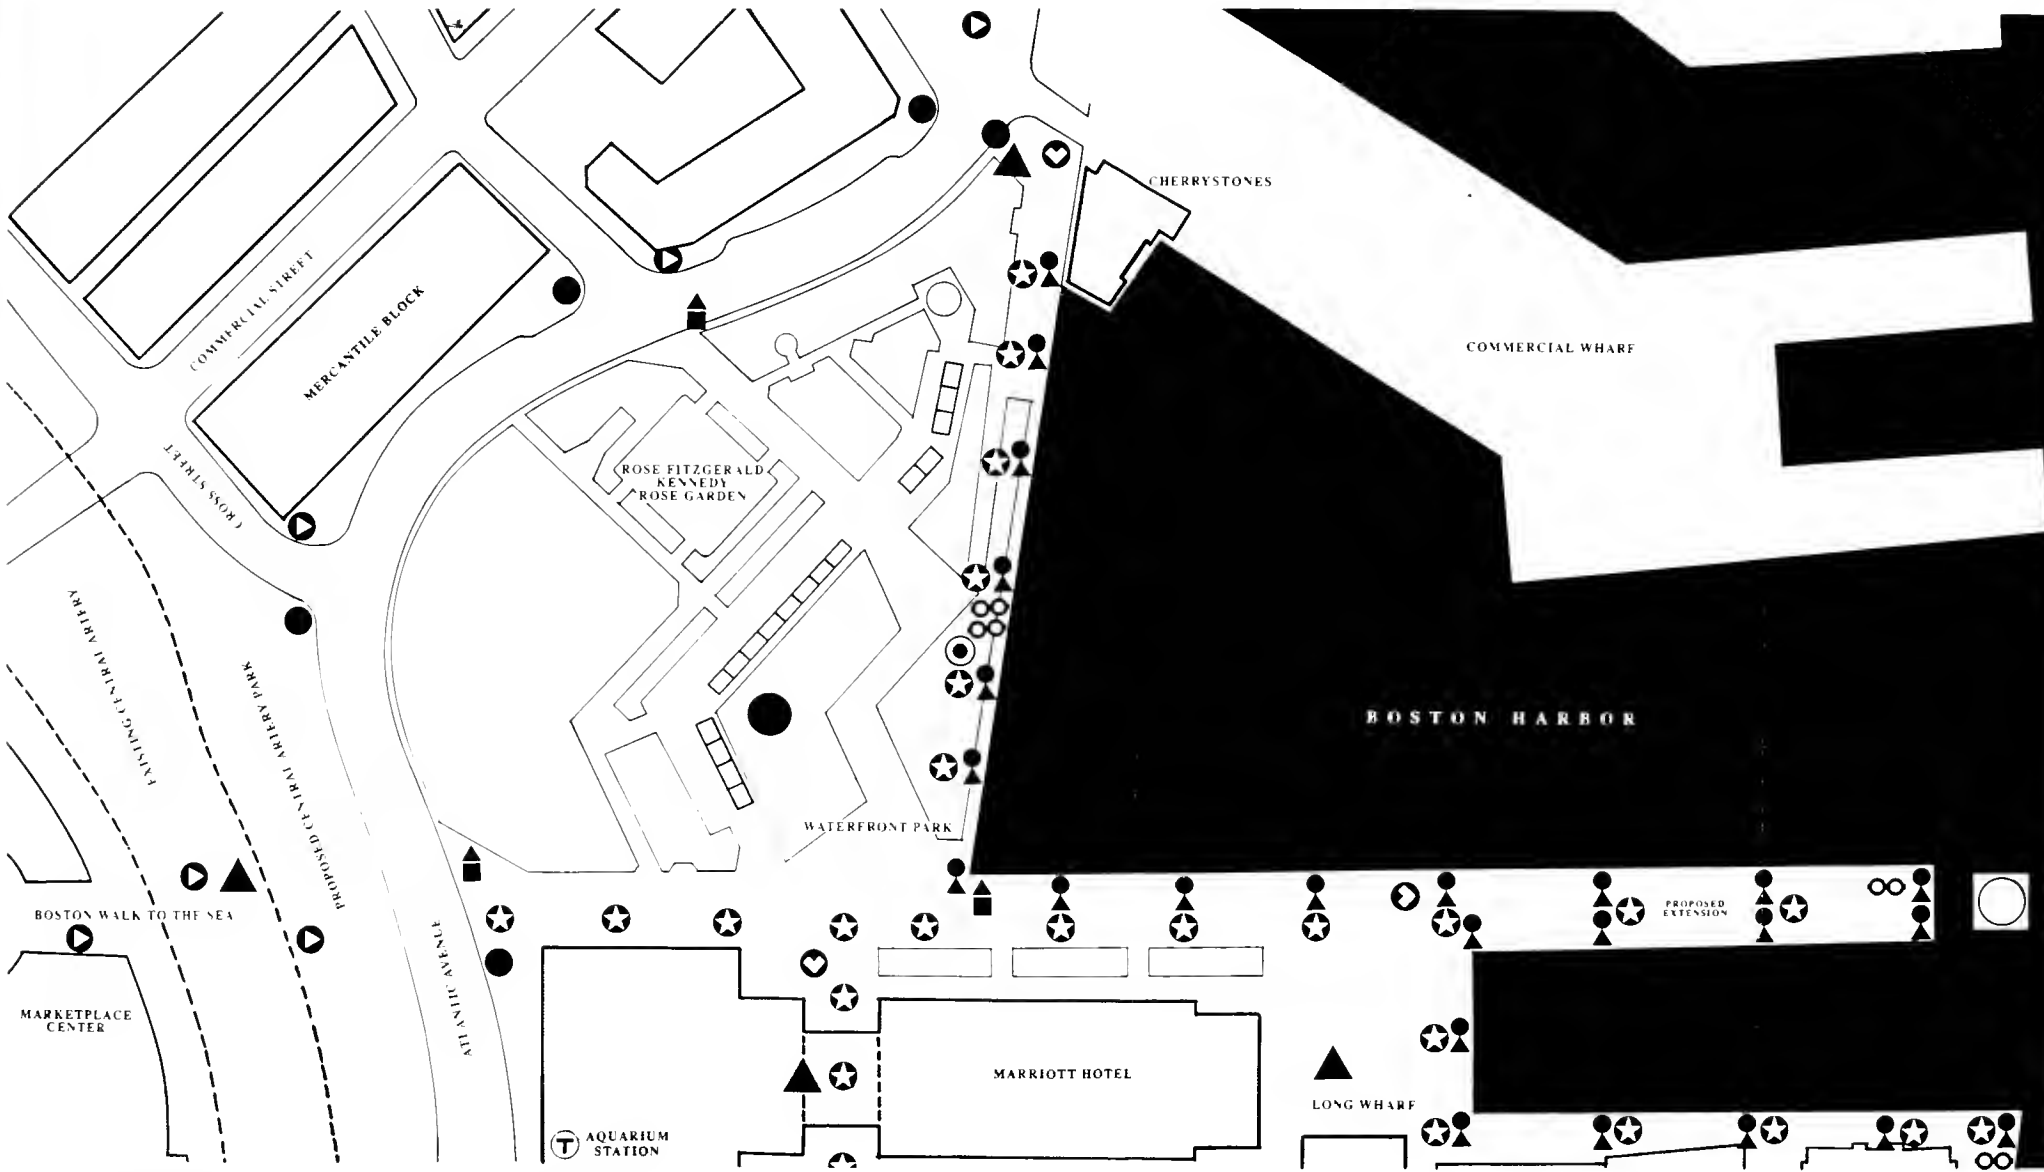 CHERRYSTONES
COMMERCIAL STREET
MERCANTILE BLOCK
COMMERCIAL WHARF
CROSS STREET
ROSE FITZGERALD
KENNEDY
ROSE GARDEN
EXISTING CENTRAL ARTERY
PROPOSED CENTRAL ARTERY PARK
BOSTON HARBOR
WATERFRONT PARK
BOSTON WALK TO THE SEA
PROPOSED
EXTENSION
ATLANTIC AVENUE
MARKETPLACE
CENTER
MARRIOTT HOTEL
LONG WHARF
T AQUARIUM
STATION